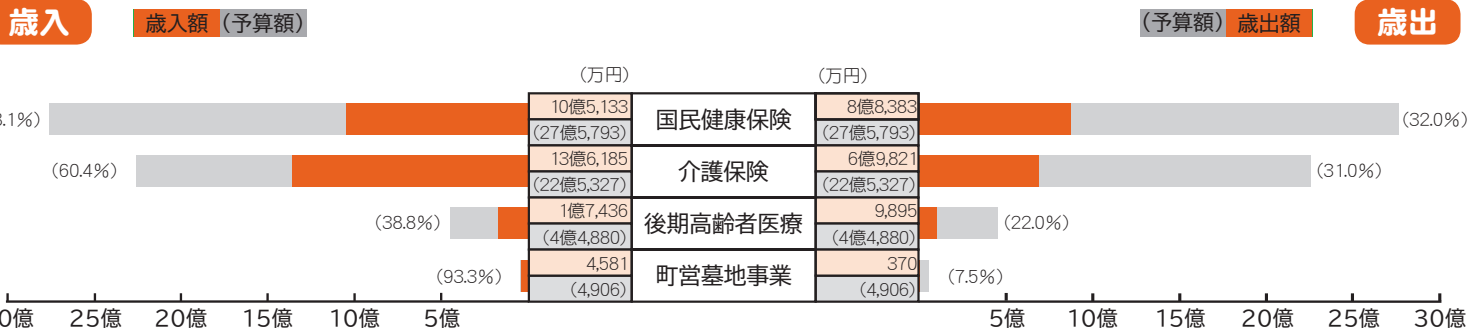 歳入 歳入額 (予算額) (予算額) 歳出額 歳出
(万円) (万円)
.1%) 10億5,133 国民健康保険 8億8,383 (32.0%)
(27億5,793) (27億5,793)
(60.4%) 13億6,185 介護保険 6億9,821 (31.0%)
(22億5,327) (22億5,327)
(38.8%) 1億7,436 後期高齢者医療 9,895 (22.0%)
(4億4,880) (4億4,880)
(93.3%) 4,581 町営墓地事業 370 (7.5%)
(4,906) (4,906)
0億 25億 20億 15億 10億 5億 5億 10億 15億 20億 25億 30億